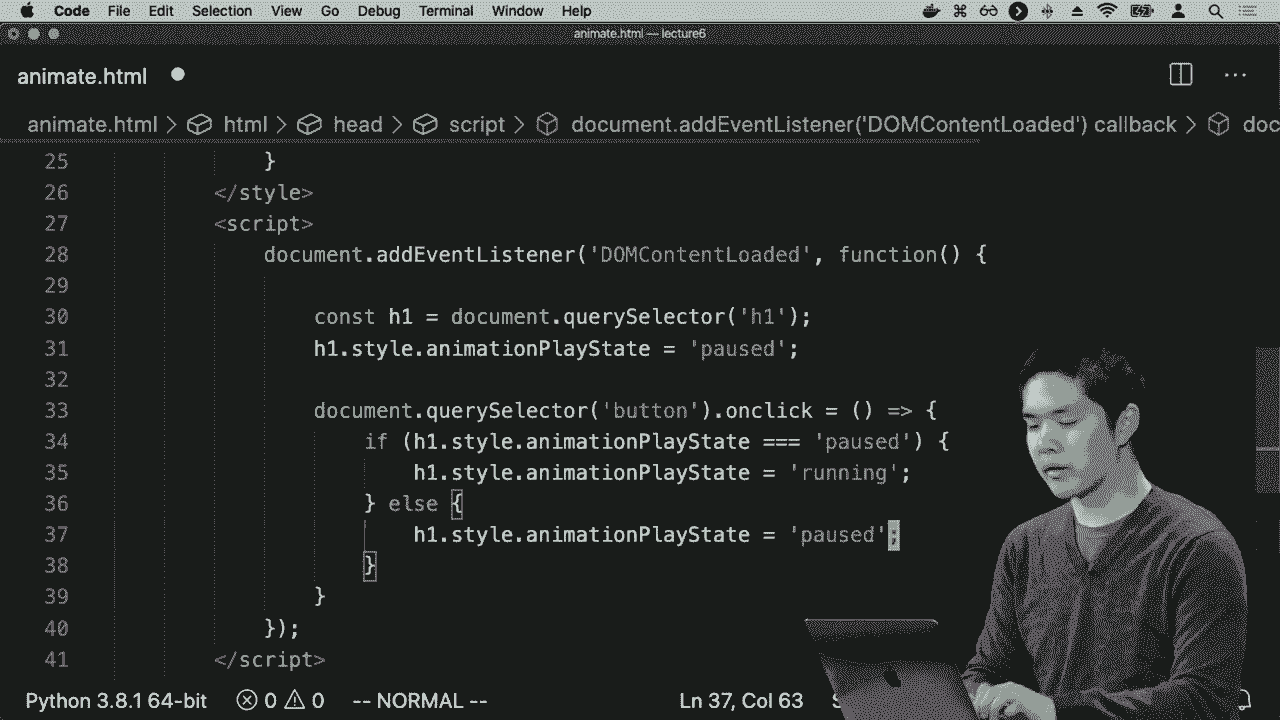 Code File Edit Selection View Go Debug Terminal Window Help
animate.html — lecture6
animate.html
animate.html > html > head > script > document.addEventListener('DOMContentLoaded') callback > doc
25 }
26 </style>
27 <script>
28 document.addEventListener('DOMContentLoaded', function() {
29
30 const h1 = document.querySelector('h1');
31 h1.style.animationPlayState = 'paused';
32
33 document.querySelector('button').onclick = () => {
34 if (h1.style.animationPlayState === 'paused') {
35 h1.style.animationPlayState = 'running';
36 } else {
37 h1.style.animationPlayState = 'paused';
38 }
39 }
40 });
41 </script>
Python 3.8.1 64-bit 0 0 -- NORMAL -- Ln 37, Col 63